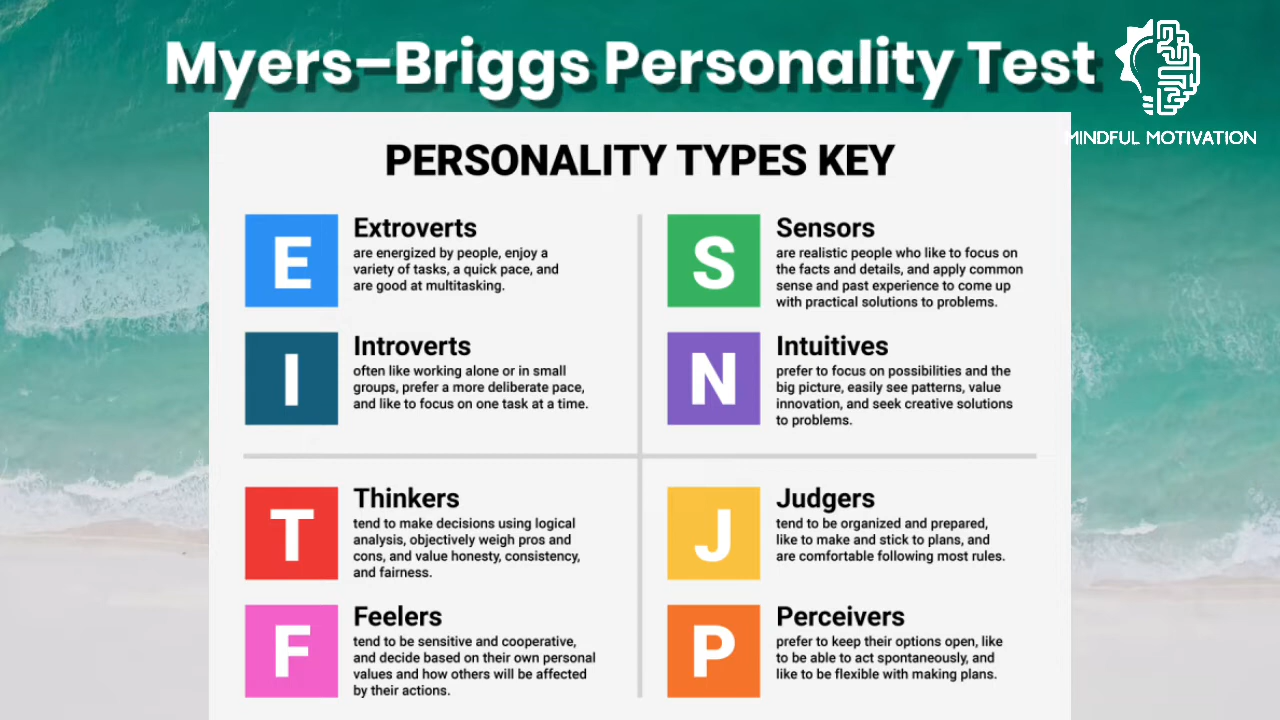 Myers–Briggs Personality Test
MINDFUL MOTIVATION
PERSONALITY TYPES KEY
E
Extroverts
are energized by people, enjoy a
variety of tasks, a quick pace, and
are good at multitasking.
S
Sensors
are realistic people who like to focus on
the facts and details, and apply common
sense and past experience to come up
with practical solutions to problems.
I
Introverts
often like working alone or in small
groups, prefer a more deliberate pace,
and like to focus on one task at a time.
N
Intuitives
prefer to focus on possibilities and the
big picture, easily see patterns, value
innovation, and seek creative solutions
to problems.
T
Thinkers
tend to make decisions using logical
analysis, objectively weigh pros and
cons, and value honesty, consistency,
and fairness.
J
Judgers
tend to be organized and prepared,
like to make and stick to plans, and
are comfortable following most rules.
F
Feelers
tend to be sensitive and cooperative,
and decide based on their own personal
values and how others will be affected
by their actions.
P
Perceivers
prefer to keep their options open, like
to be able to act spontaneously, and
like to be flexible with making plans.